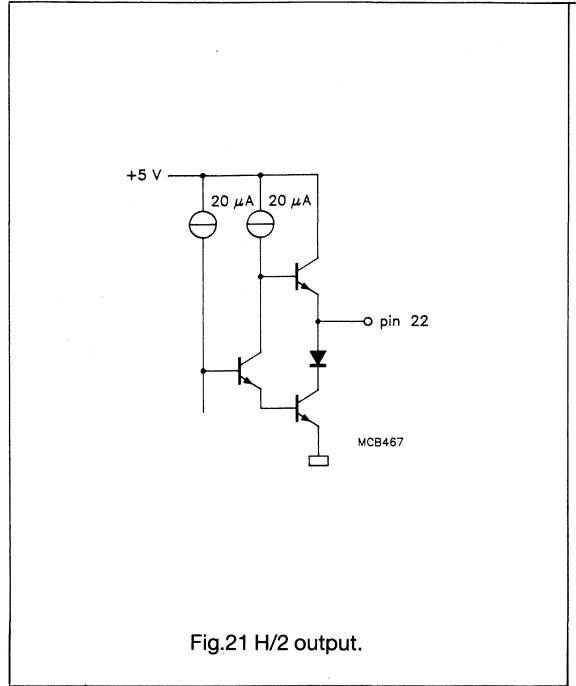 +5 V
20 μA 20 μA
pin 22
MCB467
Fig.21 H/2 output.